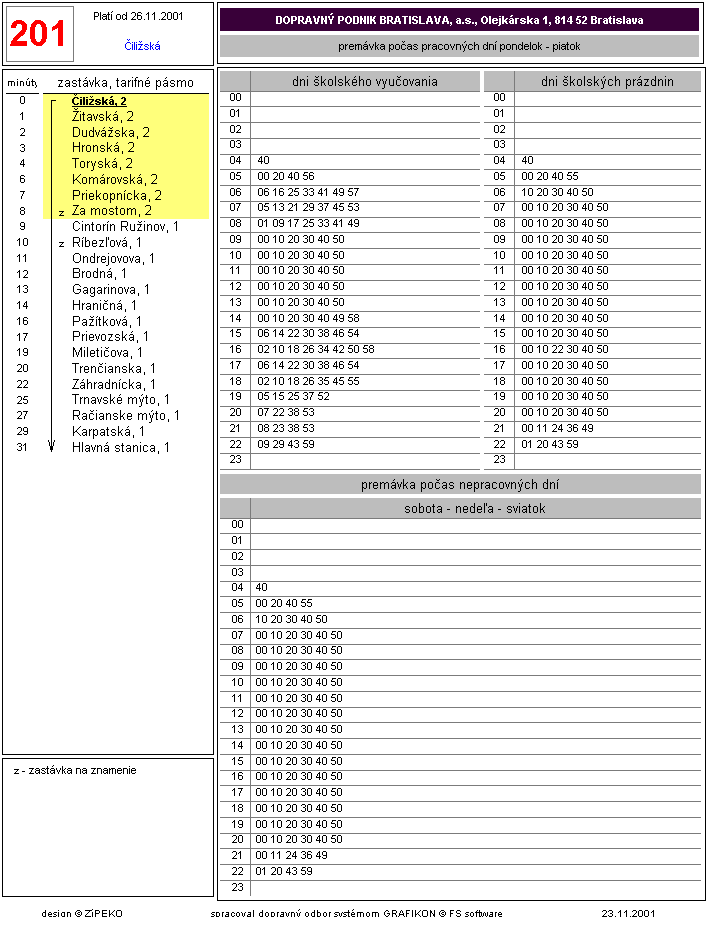 201
Platí od 26.11.2001
Čiližská
DOPRAVNÝ PODNIK BRATISLAVA, a.s., Olejkárska 1, 814 52 Bratislava
premávka počas pracovných dní pondelok - piatok
minúty zastávka, tarifné pásmo
0 Čiližská, 2
1 Žitavská, 2
2 Dudvážska, 2
3 Hronská, 2
4 Toryská, 2
6 Komárovská, 2
7 Priekopnícka, 2
8 z Za mostom, 2
9 Cintorín Ružinov, 1
10 z Ríbezľová, 1
11 Ondrejovova, 1
12 Brodná, 1
13 Gagarinova, 1
14 Hraničná, 1
16 Pažítková, 1
17 Prievozská, 1
19 Miletičova, 1
20 Trenčianska, 1
22 Záhradnícka, 1
25 Trnavské mýto, 1
27 Račianske mýto, 1
29 Karpatská, 1
31 Hlavná stanica, 1
z - zastávka na znamenie
dni školského vyučovania
00
01
02
03
04 40
05 00 20 40 56
06 06 16 25 33 41 49 57
07 05 13 21 29 37 45 53
08 01 09 17 25 33 41 49
09 00 10 20 30 40 50
10 00 10 20 30 40 50
11 00 10 20 30 40 50
12 00 10 20 30 40 50
13 00 10 20 30 40 50
14 00 10 20 30 40 49 58
15 06 14 22 30 38 46 54
16 02 10 18 26 34 42 50 58
17 06 14 22 30 38 46 54
18 02 10 18 26 35 45 55
19 05 15 25 37 52
20 07 22 38 53
21 08 23 38 53
22 09 29 43 59
23
dni školských prázdnin
00
01
02
03
04 40
05 00 20 40 55
06 10 20 30 40 50
07 00 10 20 30 40 50
08 00 10 20 30 40 50
09 00 10 20 30 40 50
10 00 10 20 30 40 50
11 00 10 20 30 40 50
12 00 10 20 30 40 50
13 00 10 20 30 40 50
14 00 10 20 30 40 50
15 00 10 20 30 40 50
16 00 10 22 30 40 50
17 00 10 20 30 40 50
18 00 10 20 30 40 50
19 00 10 20 30 40 50
20 00 10 20 30 40 50
21 00 11 24 36 49
22 01 20 43 59
23
premávka počas nepracovných dní
sobota - nedeľa - sviatok
00
01
02
03
04 40
05 00 20 40 55
06 10 20 30 40 50
07 00 10 20 30 40 50
08 00 10 20 30 40 50
09 00 10 20 30 40 50
10 00 10 20 30 40 50
11 00 10 20 30 40 50
12 00 10 20 30 40 50
13 00 10 20 30 40 50
14 00 10 20 30 40 50
15 00 10 20 30 40 50
16 00 10 20 30 40 50
17 00 10 20 30 40 50
18 00 10 20 30 40 50
19 00 10 20 30 40 50
20 00 10 20 30 40 50
21 00 11 24 36 49
22 01 20 43 59
23
design © ZiPEKO spracoval dopravný odbor systémom GRAFIKON © FS software 23.11.2001